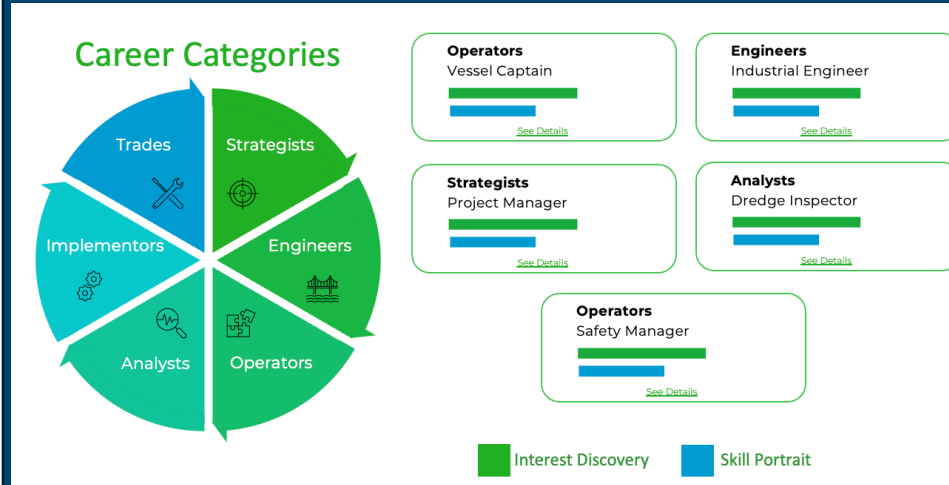 Career Categories
Trades
Strategists
Implementors
Engineers
Analysts
Operators
Operators
Vessel Captain
See Details
Engineers
Industrial Engineer
See Details
Strategists
Project Manager
See Details
Analysts
Dredge Inspector
See Details
Operators
Safety Manager
See Details
Interest Discovery
Skill Portrait